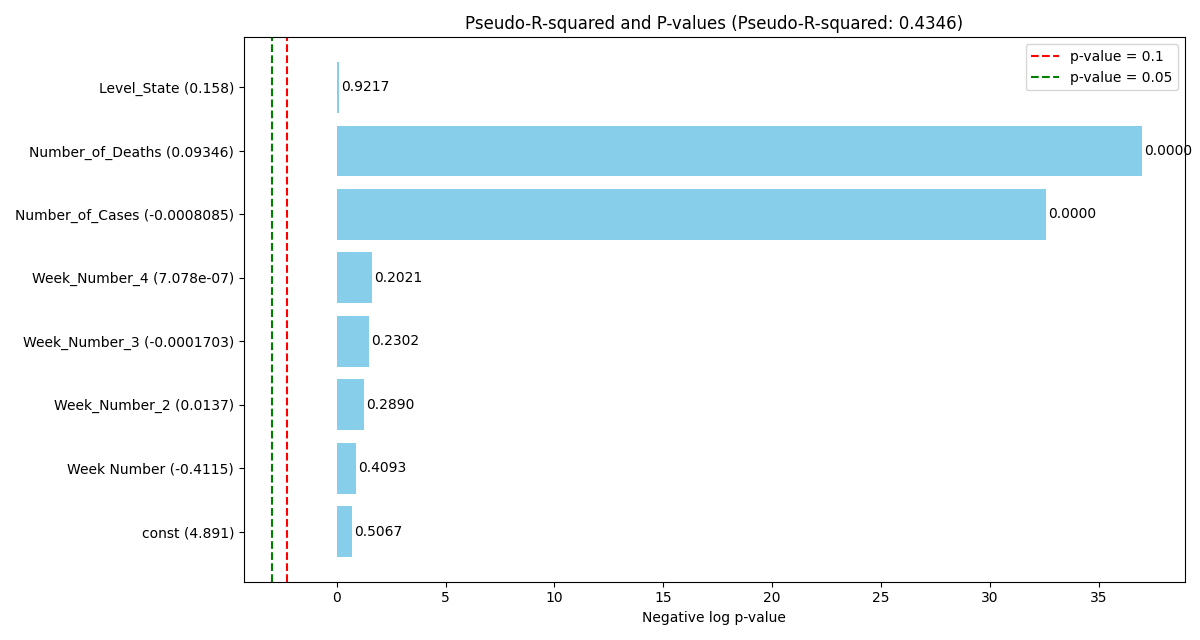 Pseudo-R-squared and P-values (Pseudo-R-squared: 0.4346)
p-value = 0.1
p-value = 0.05
Level_State (0.158)
0.9217
Number_of_Deaths (0.09346)
0.0000
Number_of_Cases (-0.0008085)
0.0000
Week_Number_4 (7.078e-07)
0.2021
Week_Number_3 (-0.0001703)
0.2302
Week_Number_2 (0.0137)
0.2890
Week Number (-0.4115)
0.4093
const (4.891)
0.5067
0 5 10 15 20 25 30 35
Negative log p-value